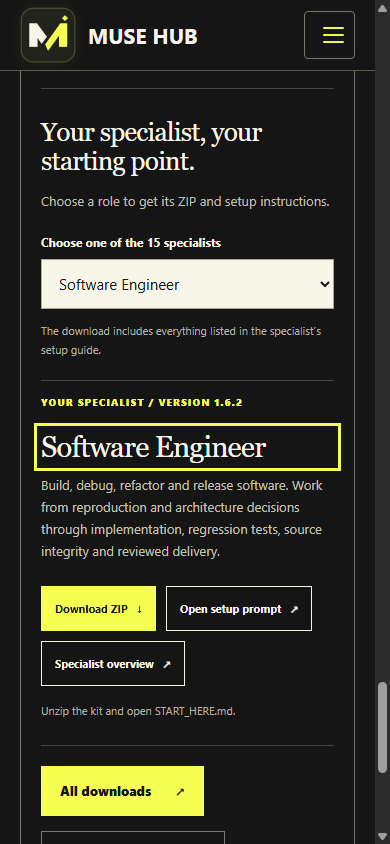 MUSE HUB
Your specialist, your
starting point.
Choose a role to get its ZIP and setup instructions.
Choose one of the 15 specialists
Software Engineer
The download includes everything listed in the specialist's
setup guide.
YOUR SPECIALIST / VERSION 1.6.2
Software Engineer
Build, debug, refactor and release software. Work
from reproduction and architecture decisions
through implementation, regression tests, source
integrity and reviewed delivery.
Download ZIP ↓
Open setup prompt ↗
Specialist overview ↗
Unzip the kit and open START_HERE.md.
All downloads ↗